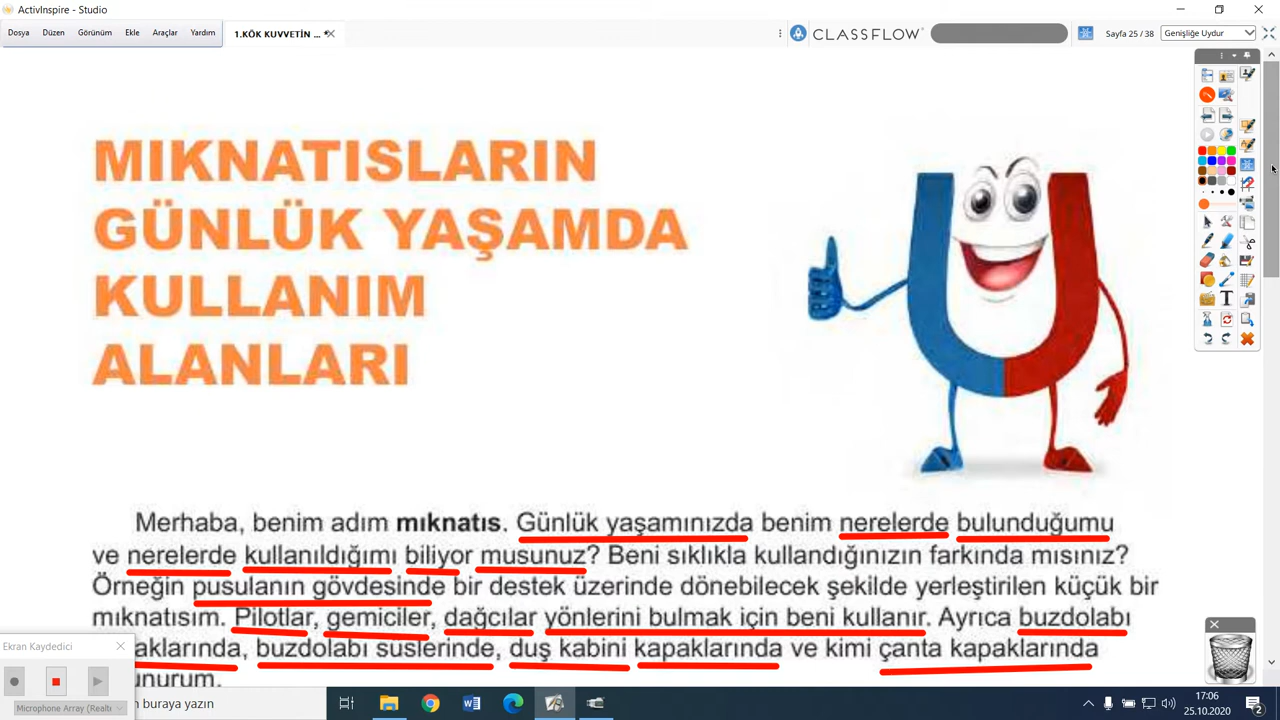 ActivInspire - Studio
Dosya Düzen Görünüm Ekle Araçlar Yardım
1.KÖK KUVVETİN ...
CLASSFLOW
Sayfa 25 / 38
Genişliğe Uydur
MIKNATISLARIN
GÜNLÜK YAŞAMDA
KULLANIM
ALANLARI
Merhaba, benim adım mıknatıs. Günlük yaşamınızda benim nerelerde bulunduğumu
ve nerelerde kullanıldığımı biliyor musunuz? Beni sıklıkla kullandığınızın farkında mısınız?
Örneğin pusulanın gövdesinde bir destek üzerinde dönebilecek şekilde yerleştirilen küçük bir
mıknatısım. Pilotlar, gemiciler, dağcılar yönlerini bulmak için beni kullanır. Ayrıca buzdolabı
aklarında, buzdolabı suslerinde, duş kabini kapaklarında ve kimi çanta kapaklarında
unurum.
Ekran Kaydedici
Microphone Array (Realt
buraya yazın
17:06
25.10.2020
2